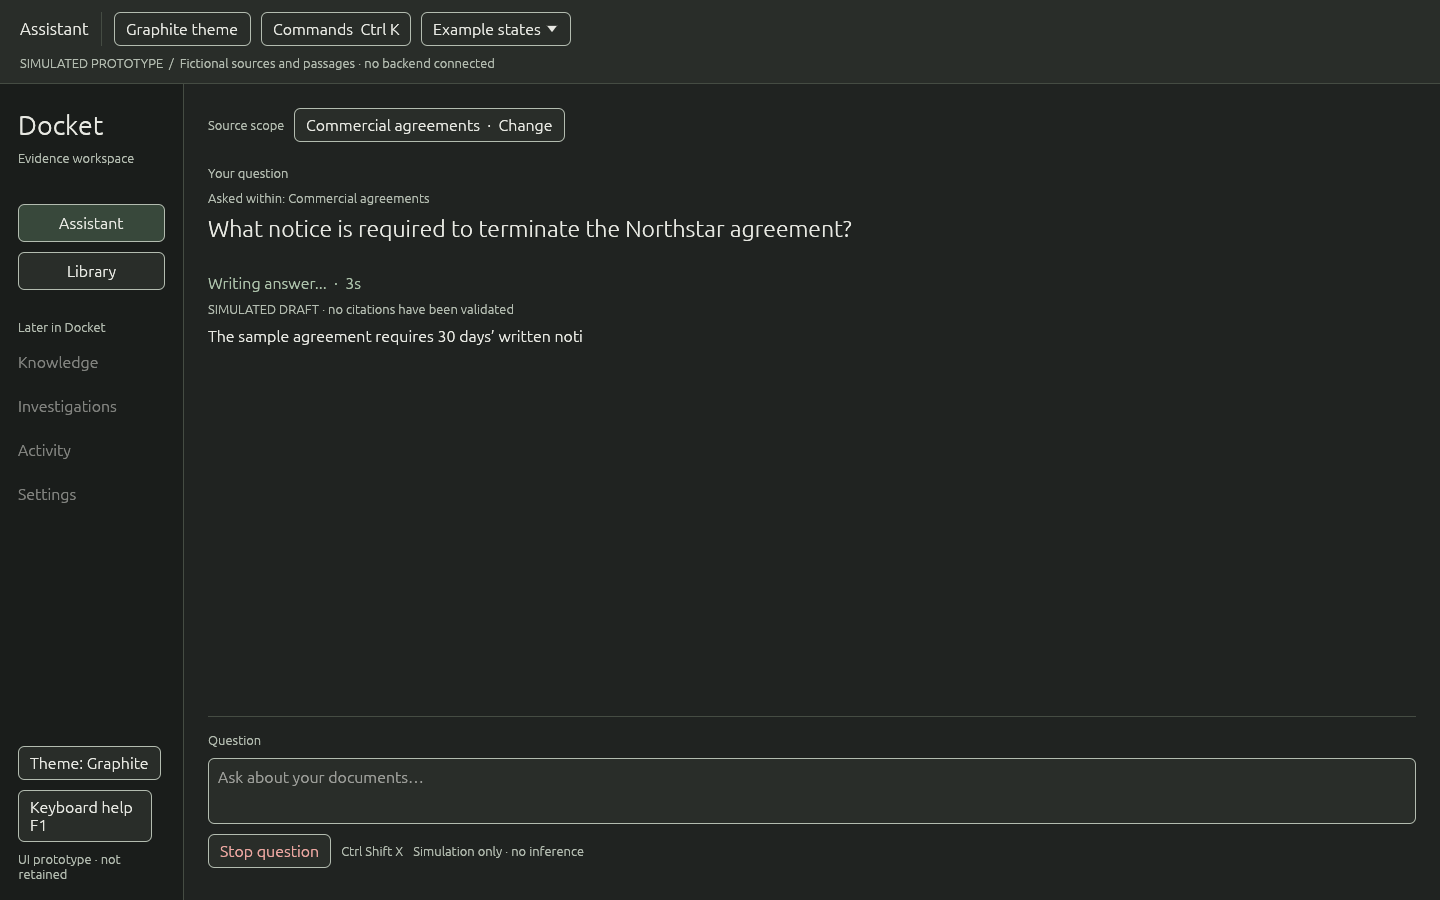 Assistant
Graphite theme
Commands Ctrl K
Example states
SIMULATED PROTOTYPE / Fictional sources and passages · no backend connected
Docket
Evidence workspace
Assistant
Library
Later in Docket
Knowledge
Investigations
Activity
Settings
Theme: Graphite
Keyboard help
F1
UI prototype · not
retained
Source scope
Commercial agreements · Change
Your question
Asked within: Commercial agreements
What notice is required to terminate the Northstar agreement?
Writing answer... · 3s
SIMULATED DRAFT · no citations have been validated
The sample agreement requires 30 days’ written noti
Question
Ask about your documents…
Stop question
Ctrl Shift X
Simulation only · no inference